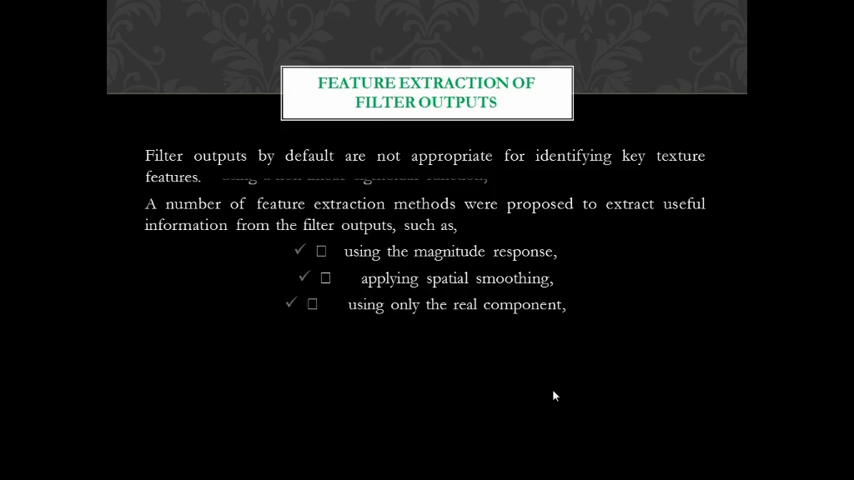 FEATURE EXTRACTION OF
FILTER OUTPUTS
Filter outputs by default are not appropriate for identifying key texture
features.
A number of feature extraction methods were proposed to extract useful
information from the filter outputs, such as,
✓ □ using the magnitude response,
✓ □ applying spatial smoothing,
✓ □ using only the real component,